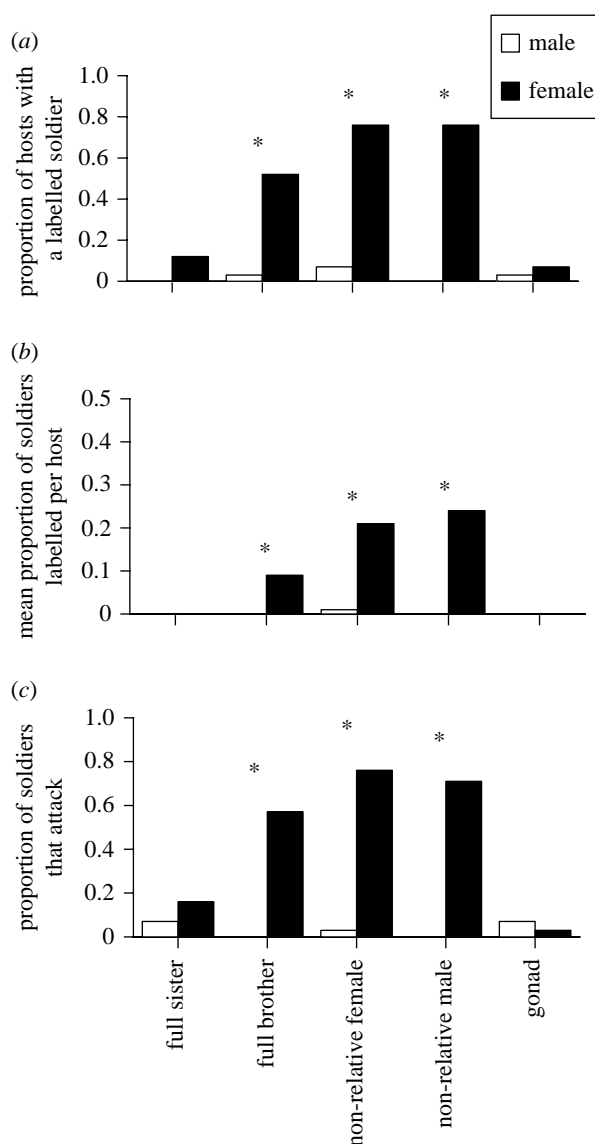 (a)
male
female
proportion of hosts with
a labelled soldier
1.0
0.8
0.6
0.4
0.2
0
*
*
*
(b)
mean proportion of soldiers
labelled per host
0.5
0.4
0.3
0.2
0.1
0
*
*
*
(c)
proportion of soldiers
that attack
1.0
0.8
0.6
0.4
0.2
0
*
*
*
full sister
full brother
non-relative female
non-relative male
gonad